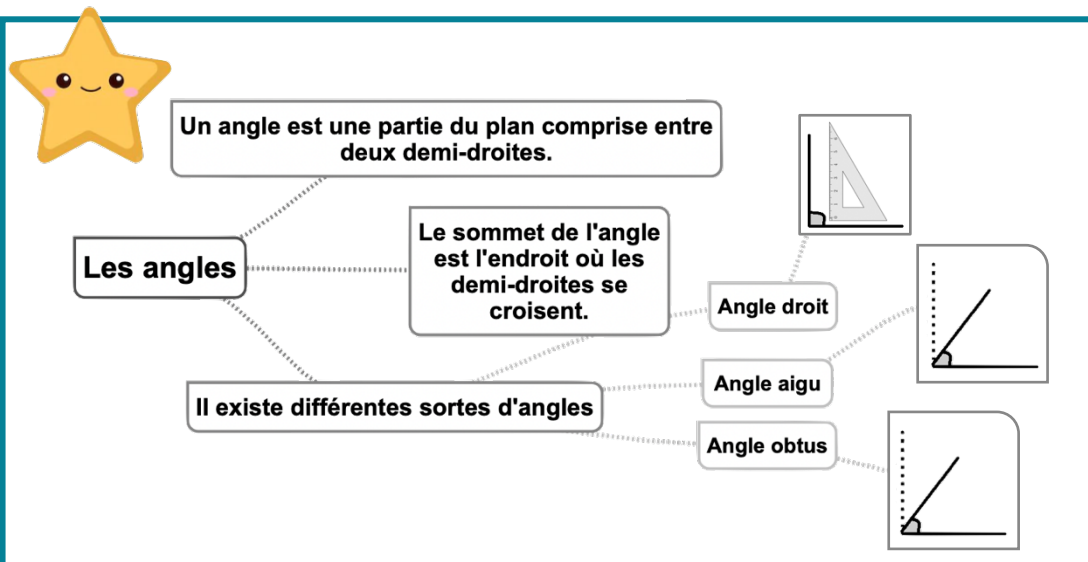 Un angle est une partie du plan comprise entre
deux demi-droites.
Les angles
Le sommet de l'angle
est l'endroit où les
demi-droites se
croisent.
Angle droit
Angle aigu
Il existe différentes sortes d'angles
Angle obtus